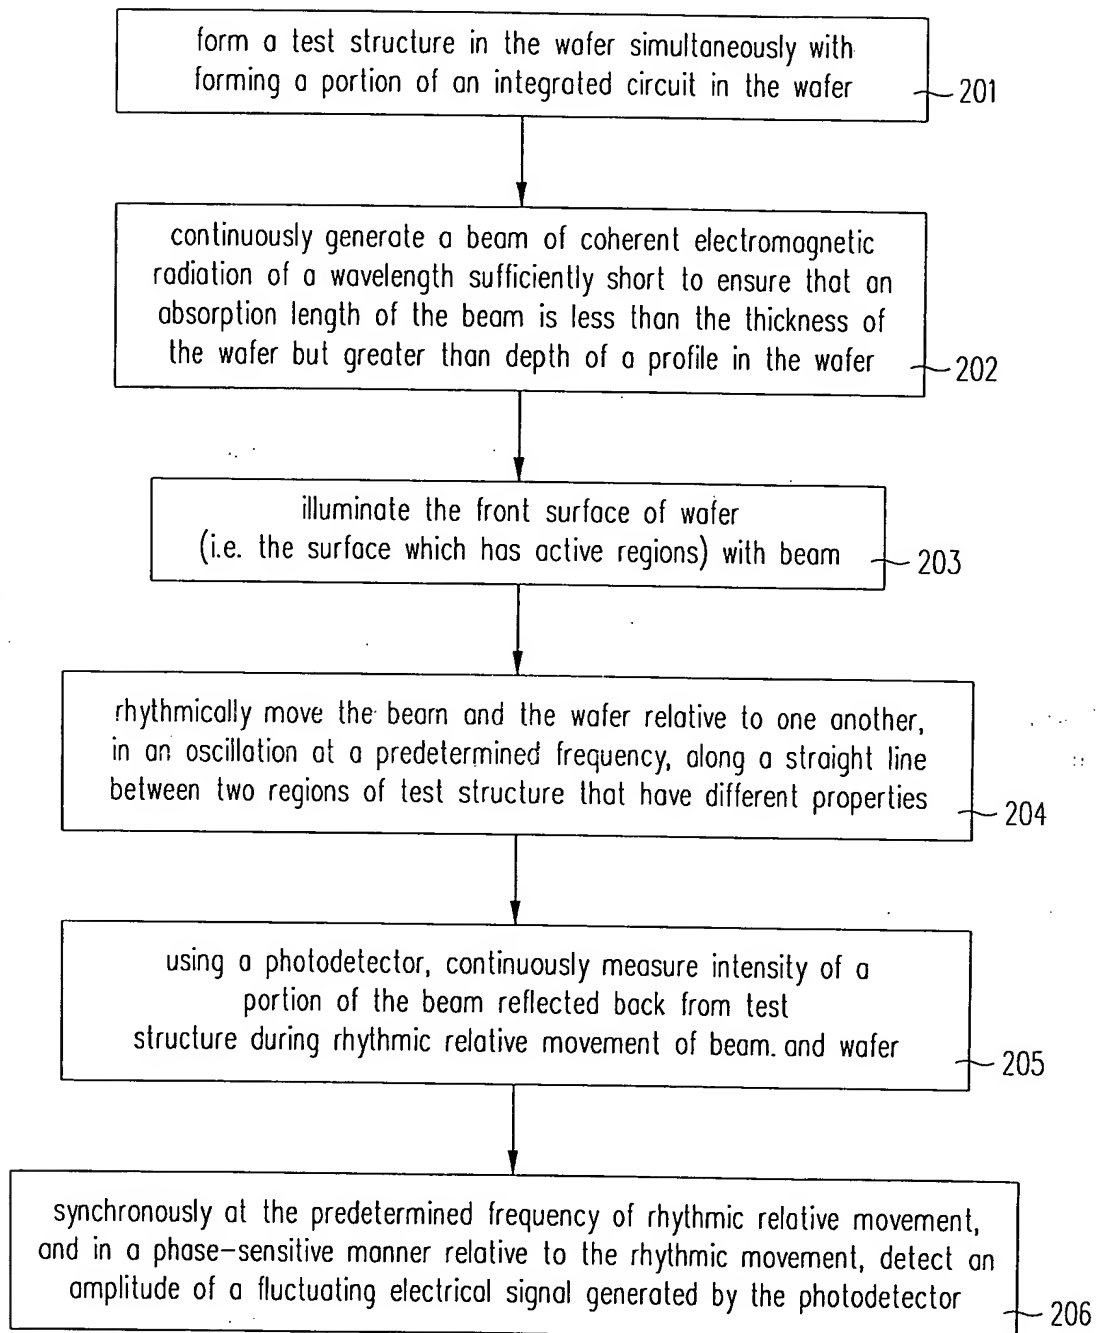 form a test structure in the wafer simultaneously with
forming a portion of an integrated circuit in the wafer
201
continuously generate a beam of coherent electromagnetic
radiation of a wavelength sufficiently short to ensure that an
absorption length of the beam is less than the thickness of
the wafer but greater than depth of a profile in the wafer
202
illuminate the front surface of wafer
(i.e. the surface which has active regions) with beam
203
rhythmically move the beam and the wafer relative to one another,
in an oscillation at a predetermined frequency, along a straight line
between two regions of test structure that have different properties
204
using a photodetector, continuously measure intensity of a
portion of the beam reflected back from test
structure during rhythmic relative movement of beam. and wafer
205
synchronously at the predetermined frequency of rhythmic relative movement,
and in a phase-sensitive manner relative to the rhythmic movement, detect an
amplitude of a fluctuating electrical signal generated by the photodetector
206